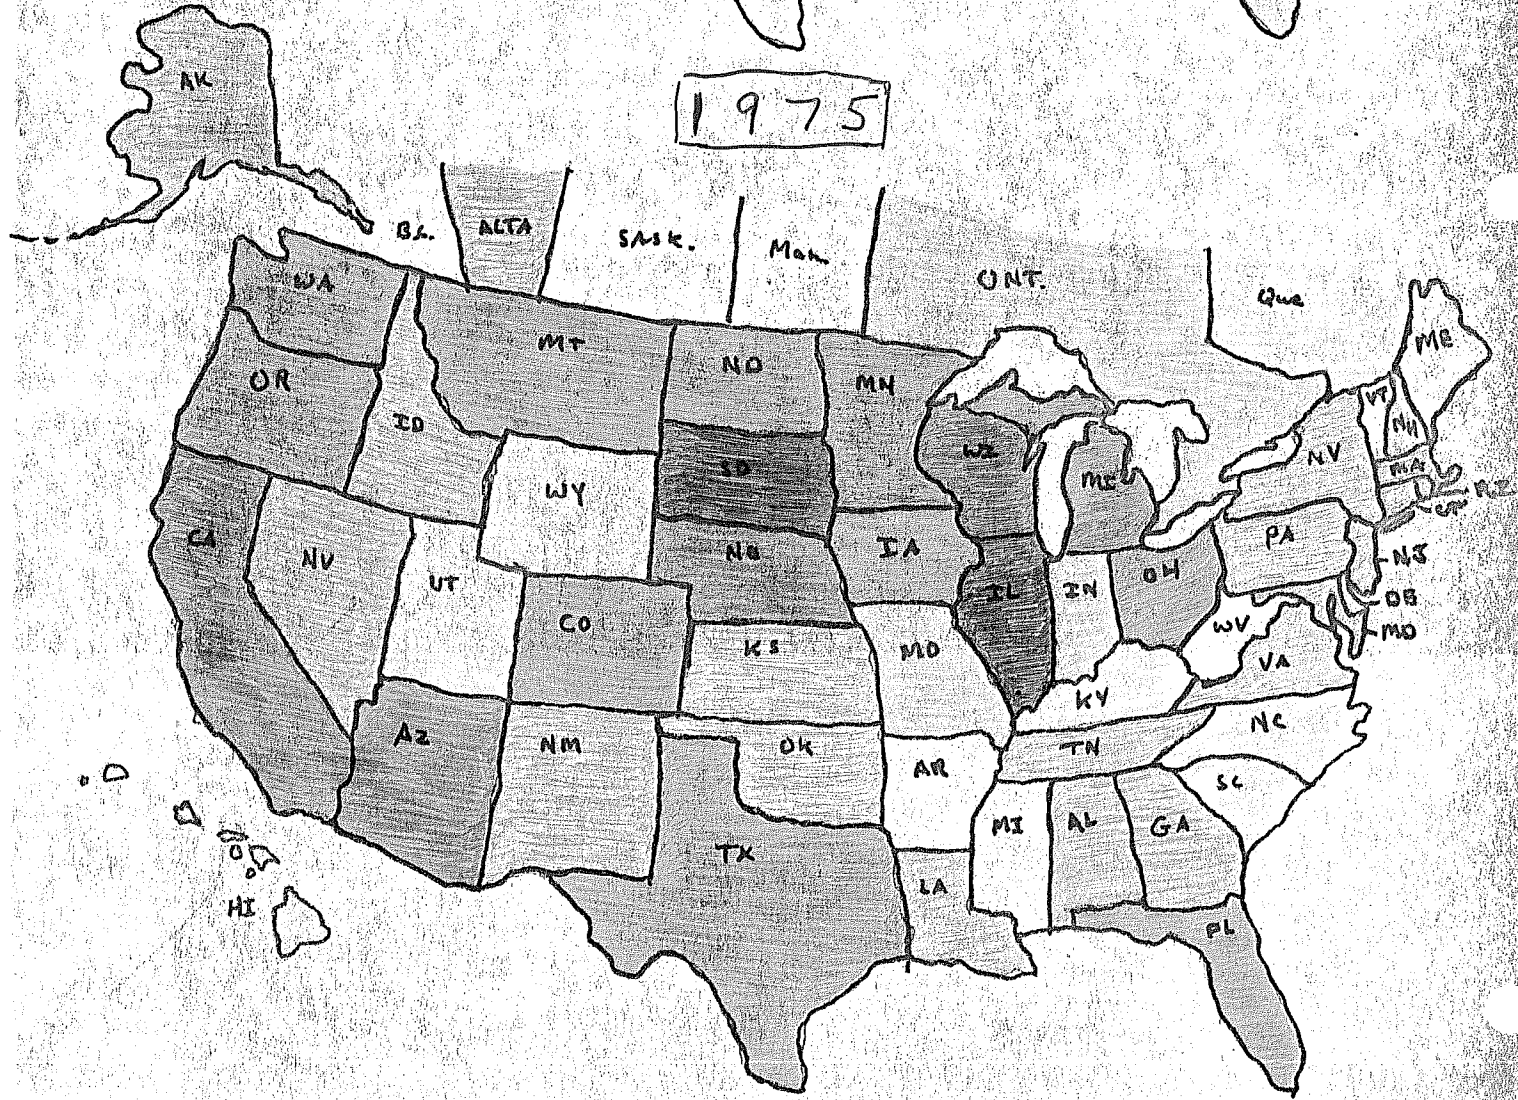 AK
1975
B.C.
ALTA
SASK.
Man.
ONT.
Que
WA
MT
ND
MN
ME
OR
ID
SD
WI
MI
NY
VT
NH
MA
R.I.
CT
WY
CA
NV
UT
NB
IA
IL
IN
OH
PA
NJ
DE
MD
CO
KS
MO
WV
VA
KY
AZ
NM
OK
TN
NC
AR
SC
TX
MI
AL
GA
LA
HI
FL